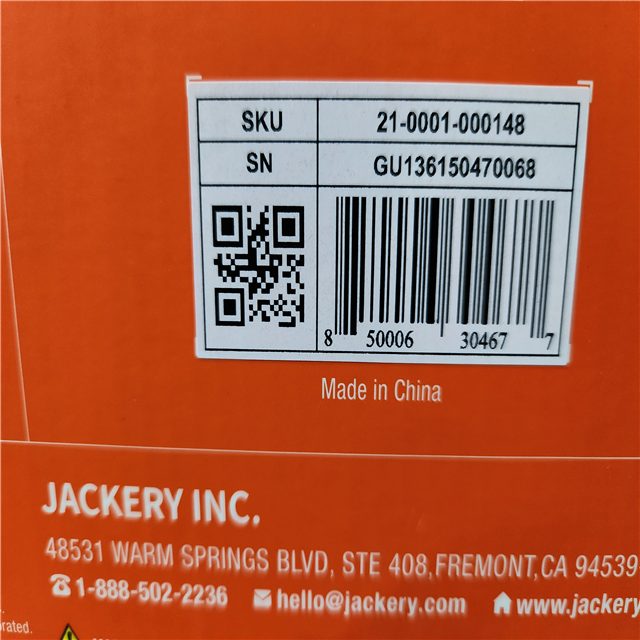 SKU 21-0001-000148
SN GU136150470068
8 50006 30467 7
Made in China
JACKERY INC.
48531 WARM SPRINGS BLVD, STE 408,FREMONT,CA 94539-
1-888-502-2236 hello@jackery.com www.jackery